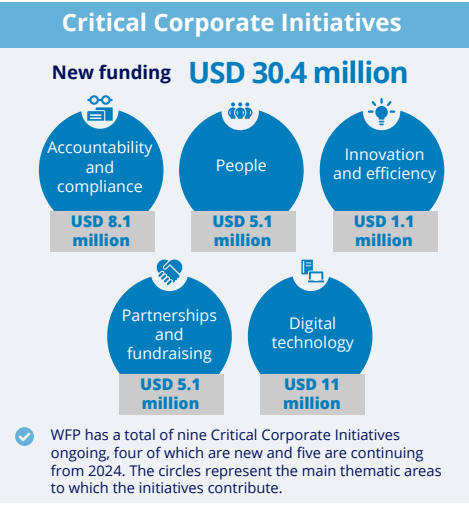 Critical Corporate Initiatives
New funding USD 30.4 million
Accountability
and
compliance
USD 8.1
million
People
USD 5.1
million
Innovation
and efficiency
USD 1.1
million
Partnerships
and
fundraising
USD 5.1
million
Digital
technology
USD 11
million
WFP has a total of nine Critical Corporate Initiatives
ongoing, four of which are new and five are continuing
from 2024. The circles represent the main thematic areas
to which the initiatives contribute.